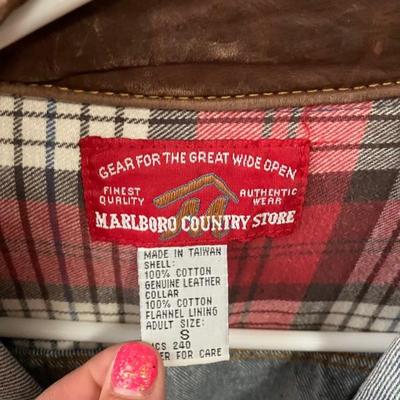 GEAR FOR THE GREAT WIDE OPEN
FINEST QUALITY
AUTHENTIC WEAR
MARLBORO COUNTRY STORE
MADE IN TAIWAN
SHELL:
100% COTTON
GENUINE LEATHER
COLLAR
100% COTTON
FLANNEL LINING
ADULT SIZE:
S
240
FOR CARE